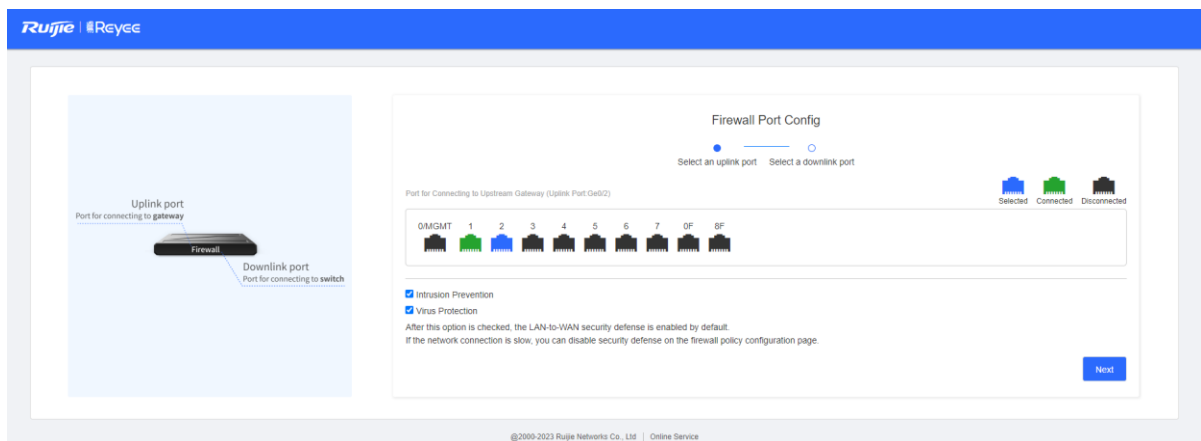 Ruijie | Reyee
Uplink port
Port for connecting to gateway
Firewall
Downlink port
Port for connecting to switch
Firewall Port Config
Select an uplink port Select a downlink port
Port for Connecting to Upstream Gateway (Uplink Port:Ge0/2)
Selected Connected Disconnected
0/MGMT 1 2 3 4 5 6 7 0F 8F
Intrusion Prevention
Virus Protection
After this option is checked, the LAN-to-WAN security defense is enabled by default.
If the network connection is slow, you can disable security defense on the firewall policy configuration page.
Next
@2000-2023 Ruijie Networks Co., Ltd | Online Service